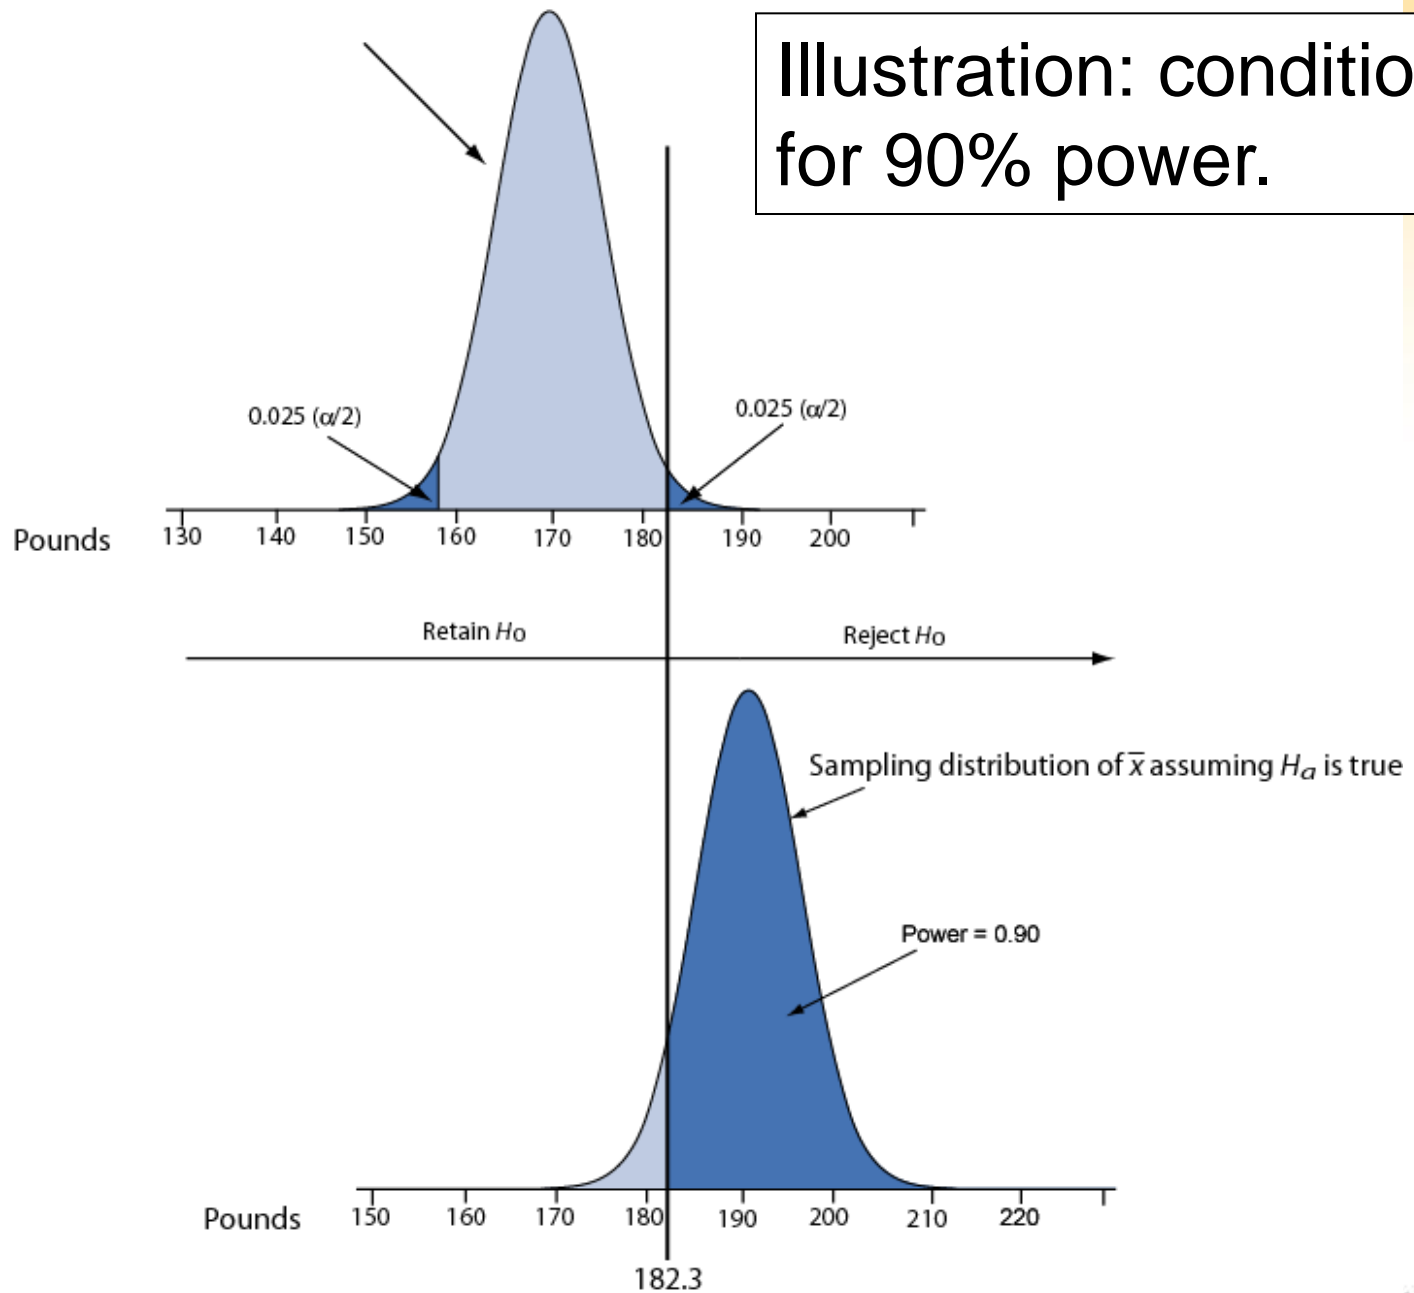 Illustration: conditio
for 90% power.
0.025 (α/2)
0.025 (α/2)
Pounds
130 140 150 160 170 180 190 200
Retain H0
Reject H0
Sampling distribution of x̅ assuming Ha is true
Power = 0.90
Pounds
150 160 170 180 190 200 210 220
182.3